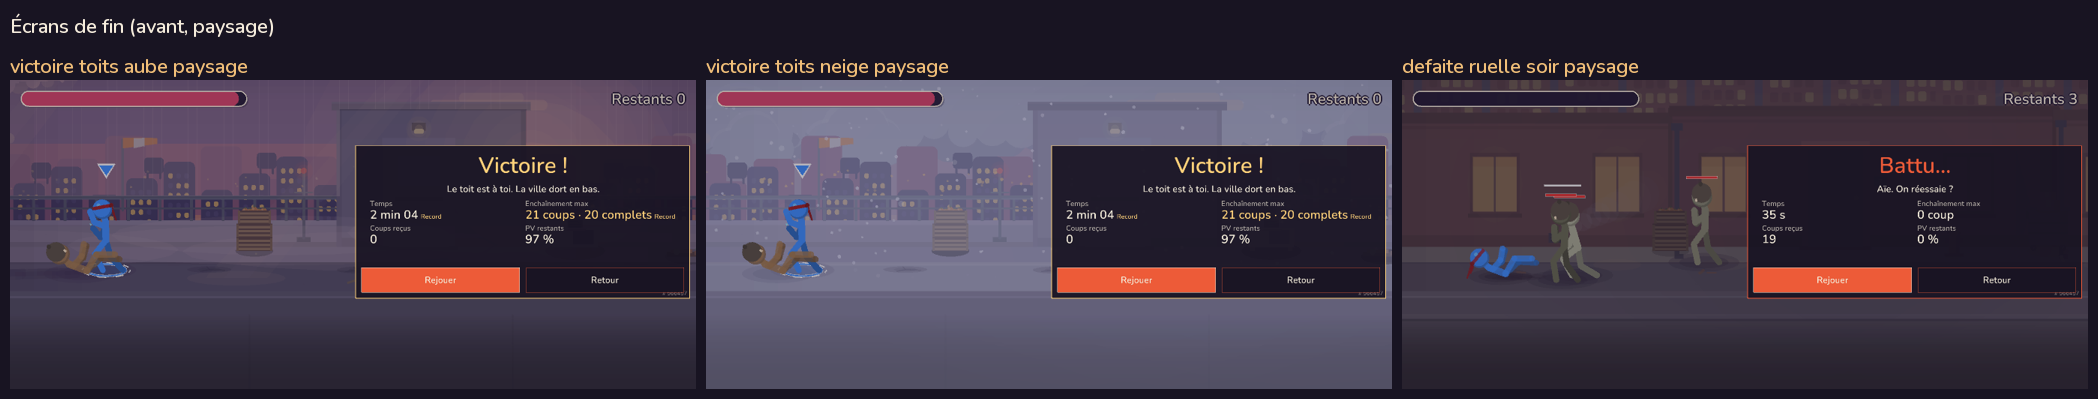 Écrans de fin (avant, paysage)
victoire toits aube paysage
Restants 0
Victoire !
Le toit est à toi. La ville dort en bas.
Temps
Enchaînement max
2 min 04 Record
21 coups · 20 complets Record
Coups reçus
PV restants
0
97 %
Rejouer
Retour
victoire toits neige paysage
Restants 0
Victoire !
Le toit est à toi. La ville dort en bas.
Temps
Enchaînement max
2 min 04 Record
21 coups · 20 complets Record
Coups reçus
PV restants
0
97 %
Rejouer
Retour
defaite ruelle soir paysage
Restants 3
Battu...
Aïe. On réessaie ?
Temps
Enchaînement max
35 s
0 coup
Coups reçus
PV restants
19
0 %
Rejouer
Retour